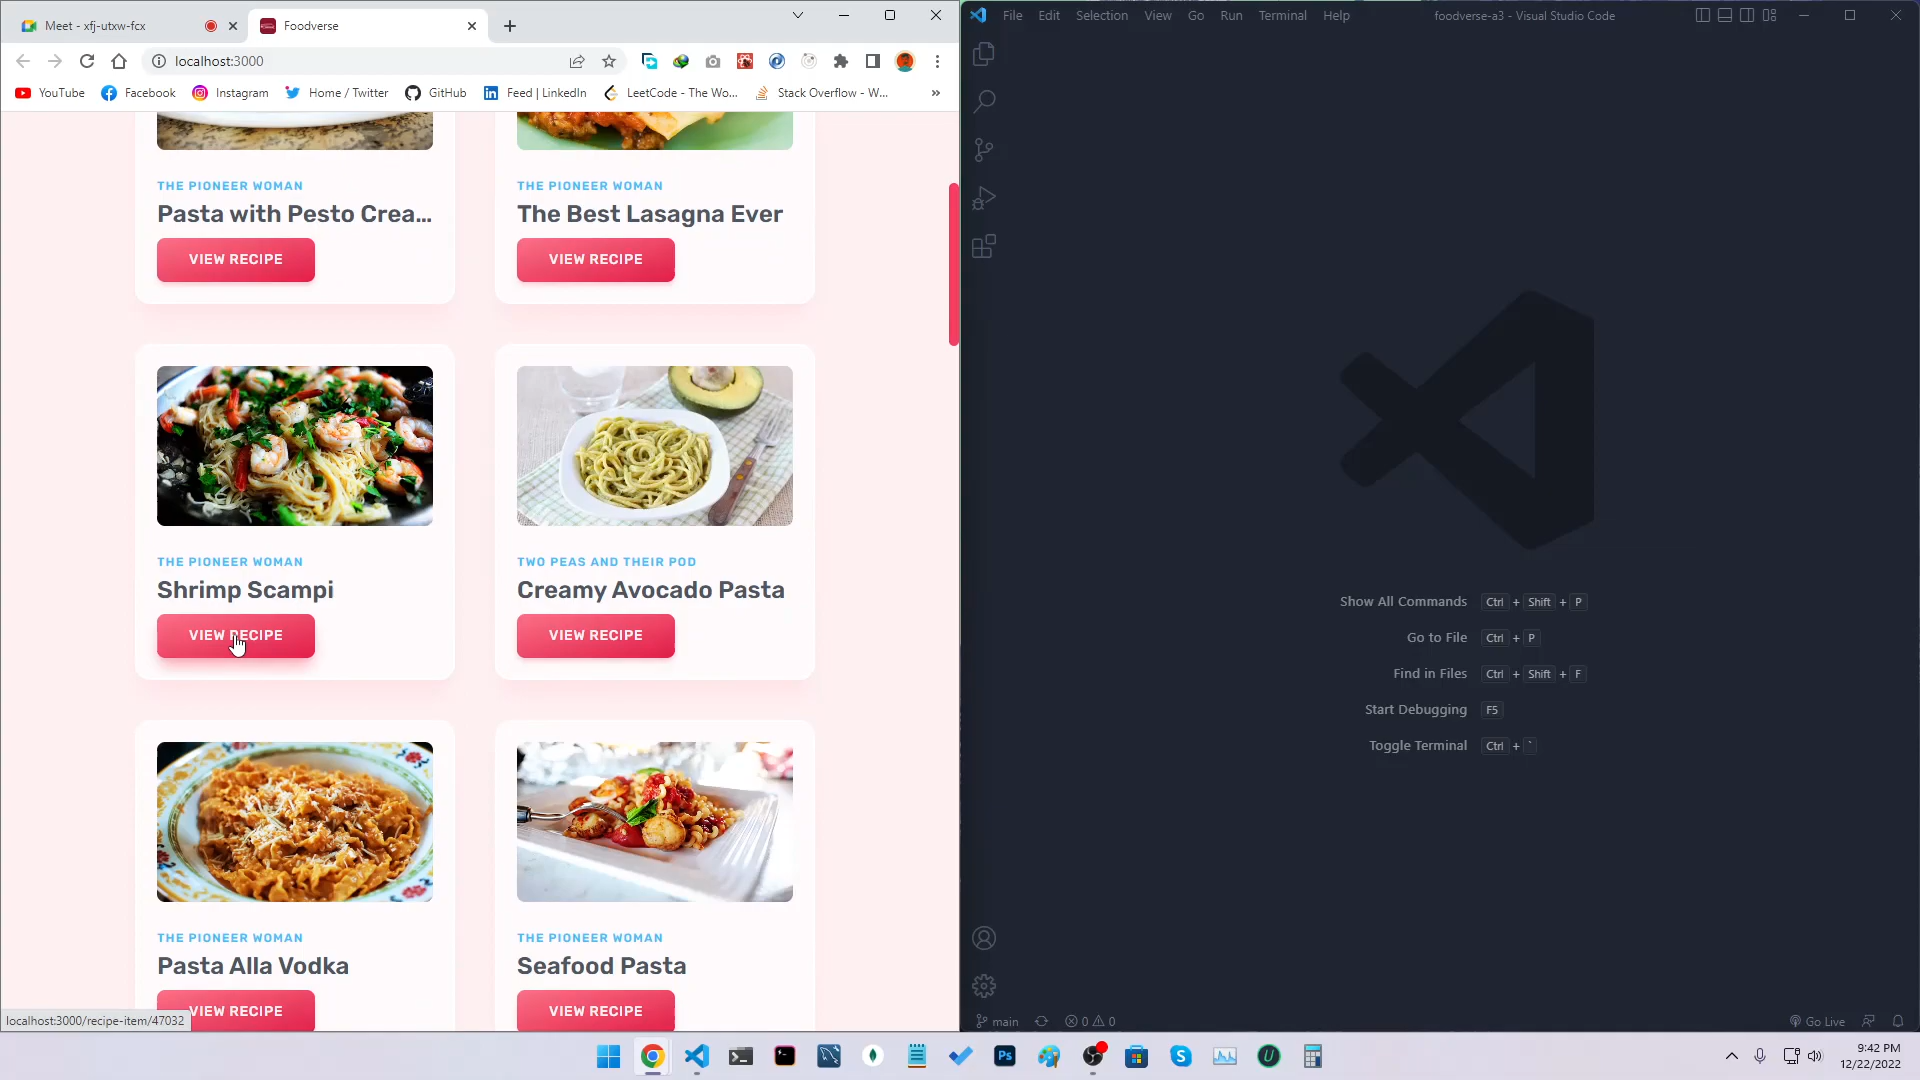 Meet - xfj-utxw-fcx
Foodverse
localhost:3000
YouTube
Facebook
Instagram
Home / Twitter
GitHub
Feed | LinkedIn
LeetCode - The Wo...
Stack Overflow - W...
»
THE PIONEER WOMAN
Pasta with Pesto Crea...
VIEW RECIPE
THE PIONEER WOMAN
The Best Lasagna Ever
VIEW RECIPE
THE PIONEER WOMAN
Shrimp Scampi
VIEW RECIPE
TWO PEAS AND THEIR POD
Creamy Avocado Pasta
VIEW RECIPE
THE PIONEER WOMAN
Pasta Alla Vodka
VIEW RECIPE
THE PIONEER WOMAN
Seafood Pasta
VIEW RECIPE
localhost:3000/recipe-item/47032
File Edit Selection View Go Run Terminal Help
foodverse-a3 - Visual Studio Code
Show All Commands Ctrl + Shift + P
Go to File Ctrl + P
Find in Files Ctrl + Shift + F
Start Debugging F5
Toggle Terminal Ctrl + `
main
0 0
Go Live
Ps
U
9:42 PM
12/22/2022